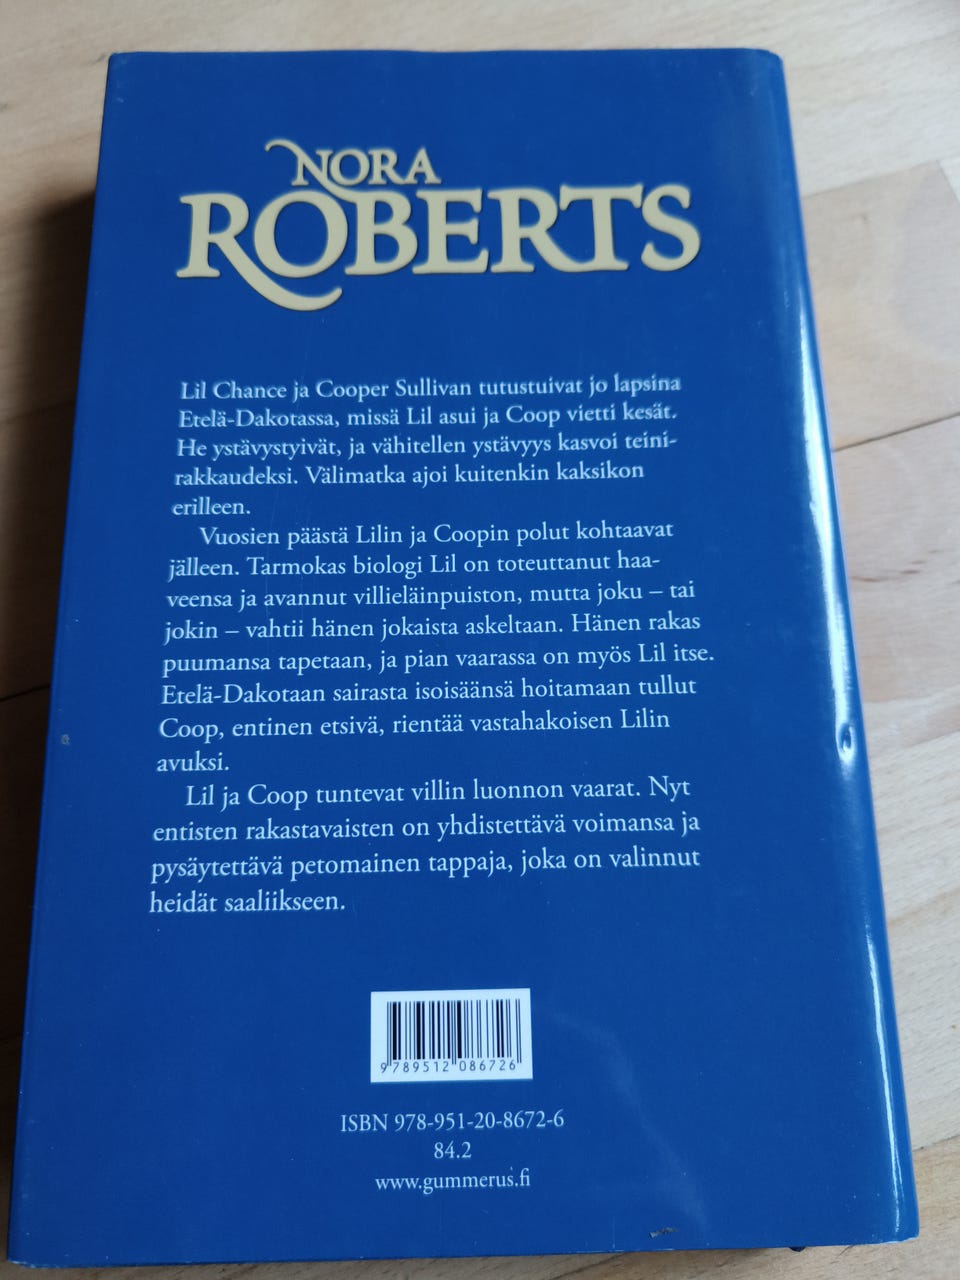 NORA
ROBERTS
Lil Chance ja Cooper Sullivan tutustuivat jo lapsina
Etelä-Dakotassa, missä Lil asui ja Coop vietti kesät.
He ystävystyivät, ja vähitellen ystävyys kasvoi teini-
rakkaudeksi. Välimatka ajoi kuitenkin kaksikon
erilleen.
Vuosien päästä Lilin ja Coopin polut kohtaavat
jälleen. Tarmokas biologi Lil on toteuttanut haa-
veensa ja avannut villieläinpuiston, mutta joku – tai
jokin – vahtii hänen jokaista askeltaan. Hänen rakas
puumansa tapetaan, ja pian vaarassa on myös Lil itse.
Etelä-Dakotaan sairasta isoisäänsä hoitamaan tullut
Coop, entinen etsivä, rientää vastahakoisen Lilin
avuksi.
Lil ja Coop tuntevat villin luonnon vaarat. Nyt
entisten rakastavaisten on yhdistettävä voimansa ja
pysäytettävä petomainen tappaja, joka on valinnut
heidät saaliikseen.
9 789512 086726
ISBN 978-951-20-8672-6
84.2
www.gummerus.fi